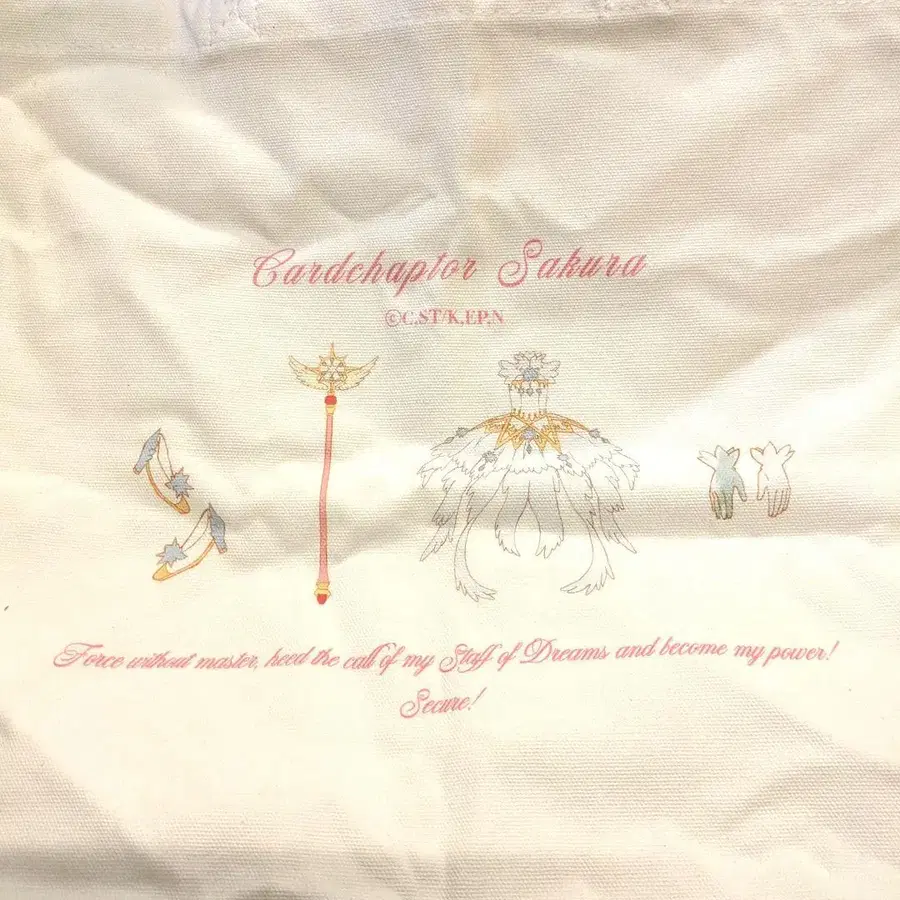 Cardchaptor Sakura
©C,ST/K,EP,N
Force without master, heed the call of my Staff of Dreams and become my power!
Secure!